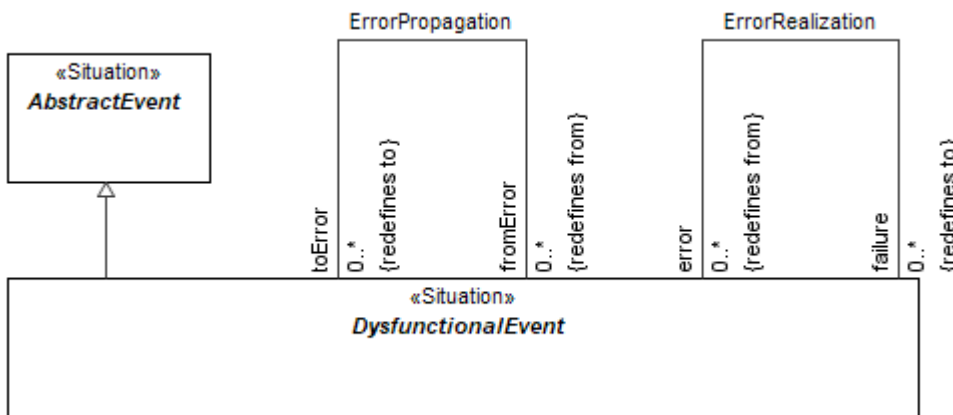 ErrorPropagation
ErrorRealization
«Situation»
AbstractEvent
toError
0..*
{redefines to}
fromError
0..*
{redefines from}
error
0..*
{redefines from}
failure
0..*
{redefines to}
«Situation»
DysfunctionalEvent